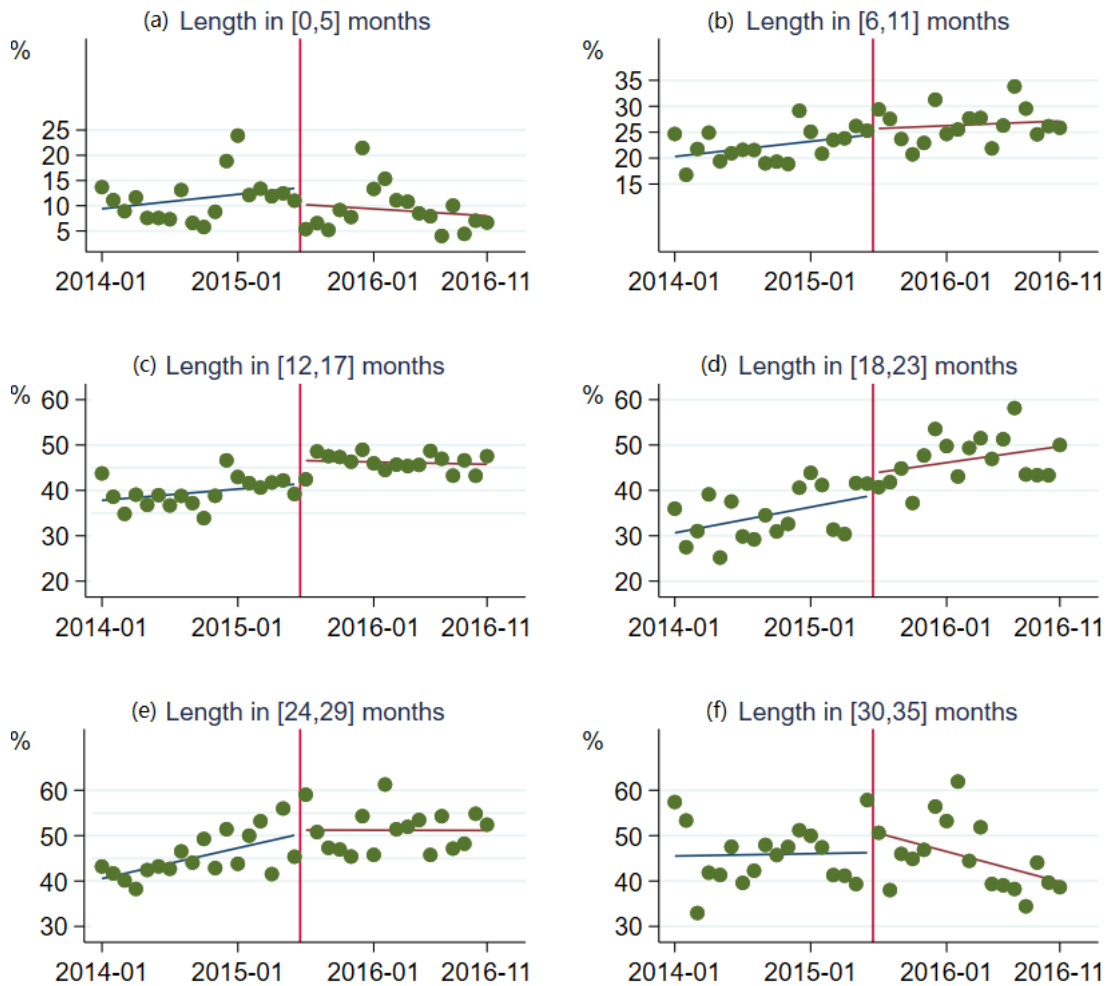 (a) Length in [0,5] months
%
25
20
15
10
5
2014-01 2015-01 2016-01 2016-11
(b) Length in [6,11] months
%
35
30
25
20
15
2014-01 2015-01 2016-01 2016-11
(c) Length in [12,17] months
%
60
50
40
30
20
2014-01 2015-01 2016-01 2016-11
(d) Length in [18,23] months
%
60
50
40
30
20
2014-01 2015-01 2016-01 2016-11
(e) Length in [24,29] months
%
60
50
40
30
2014-01 2015-01 2016-01 2016-11
(f) Length in [30,35] months
%
60
50
40
30
2014-01 2015-01 2016-01 2016-11